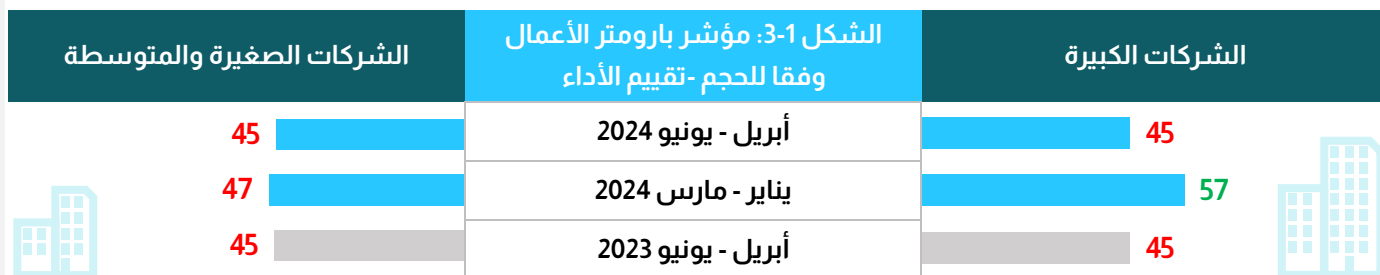 الشركات الكبيرة
الشكل 1-3: مؤشر بارومتر الأعمال
وفقا للحجم -تقييم الأداء
الشركات الصغيرة والمتوسطة
45 أبريل - يونيو 2024 45
57 يناير - مارس 2024 47
45 أبريل - يونيو 2023 45